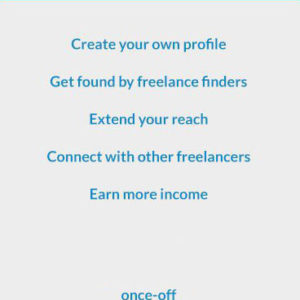 Create your own profile
Get found by freelance finders
Extend your reach
Connect with other freelancers
Earn more income
once-off